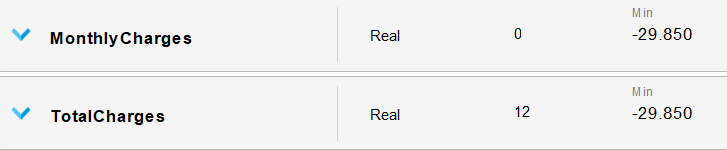 Min
MonthlyCharges Real 0 -29.850
Min
TotalCharges Real 12 -29.850